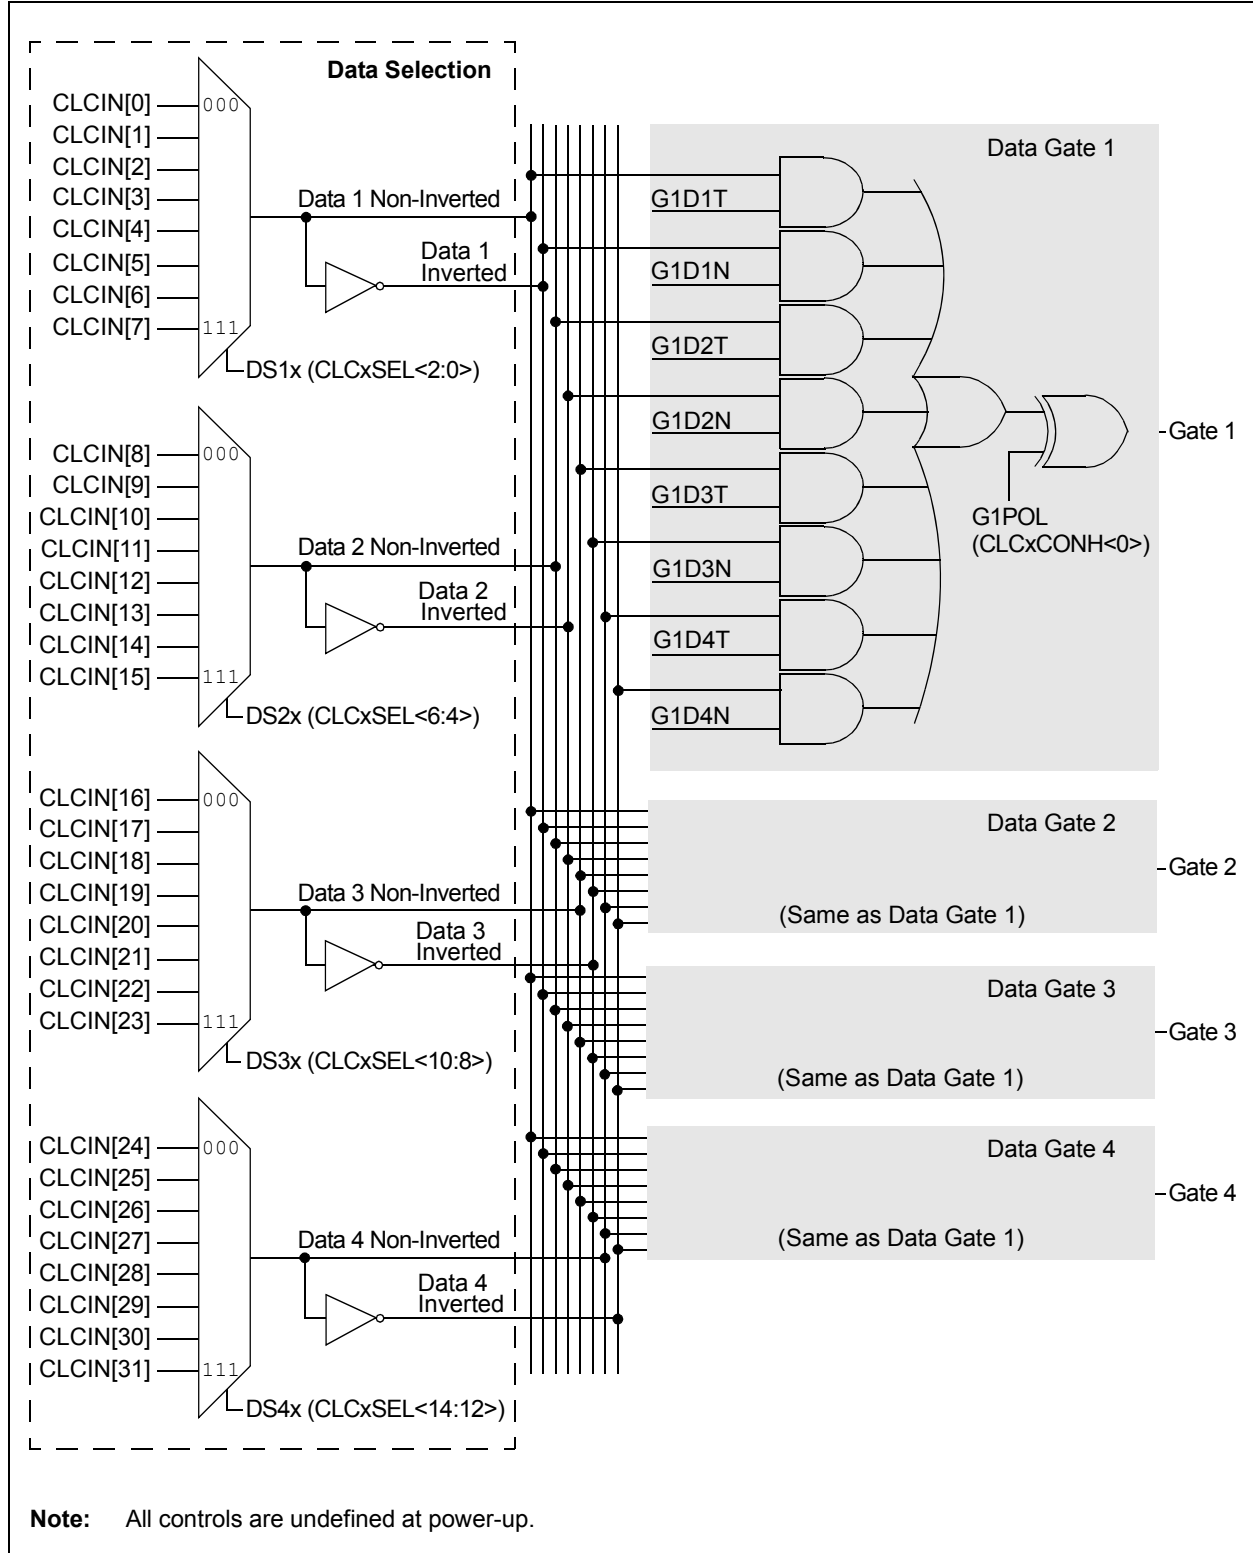 Data Selection
CLCIN[0]
000
CLCIN[1]
CLCIN[2]
CLCIN[3]
CLCIN[4]
CLCIN[5]
CLCIN[6]
CLCIN[7]
111
Data 1 Non-Inverted
Data 1
Inverted
DS1x (CLCxSEL<2:0>)
CLCIN[8]
000
CLCIN[9]
CLCIN[10]
CLCIN[11]
CLCIN[12]
CLCIN[13]
CLCIN[14]
CLCIN[15]
111
Data 2 Non-Inverted
Data 2
Inverted
DS2x (CLCxSEL<6:4>)
CLCIN[16]
000
CLCIN[17]
CLCIN[18]
CLCIN[19]
CLCIN[20]
CLCIN[21]
CLCIN[22]
CLCIN[23]
111
Data 3 Non-Inverted
Data 3
Inverted
DS3x (CLCxSEL<10:8>)
CLCIN[24]
000
CLCIN[25]
CLCIN[26]
CLCIN[27]
CLCIN[28]
CLCIN[29]
CLCIN[30]
CLCIN[31]
111
Data 4 Non-Inverted
Data 4
Inverted
DS4x (CLCxSEL<14:12>)
Data Gate 1
G1D1T
G1D1N
G1D2T
G1D2N
G1D3T
G1D3N
G1D4T
G1D4N
G1POL
(CLCxCONH<0>)
Gate 1
Data Gate 2
(Same as Data Gate 1)
Gate 2
Data Gate 3
(Same as Data Gate 1)
Gate 3
Data Gate 4
(Same as Data Gate 1)
Gate 4
Note: All controls are undefined at power-up.